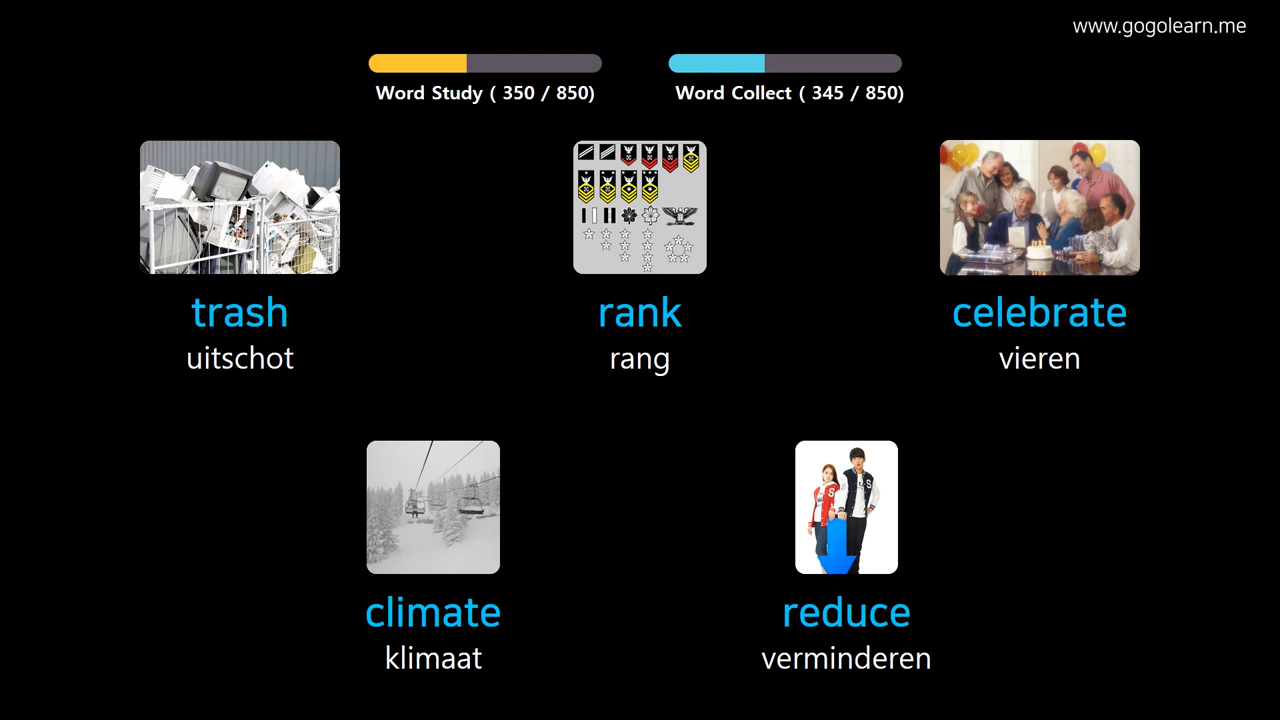 www.gogolearn.me
Word Study ( 350 / 850)
Word Collect ( 345 / 850)
trash
uitschot
rank
rang
celebrate
vieren
climate
klimaat
reduce
verminderen